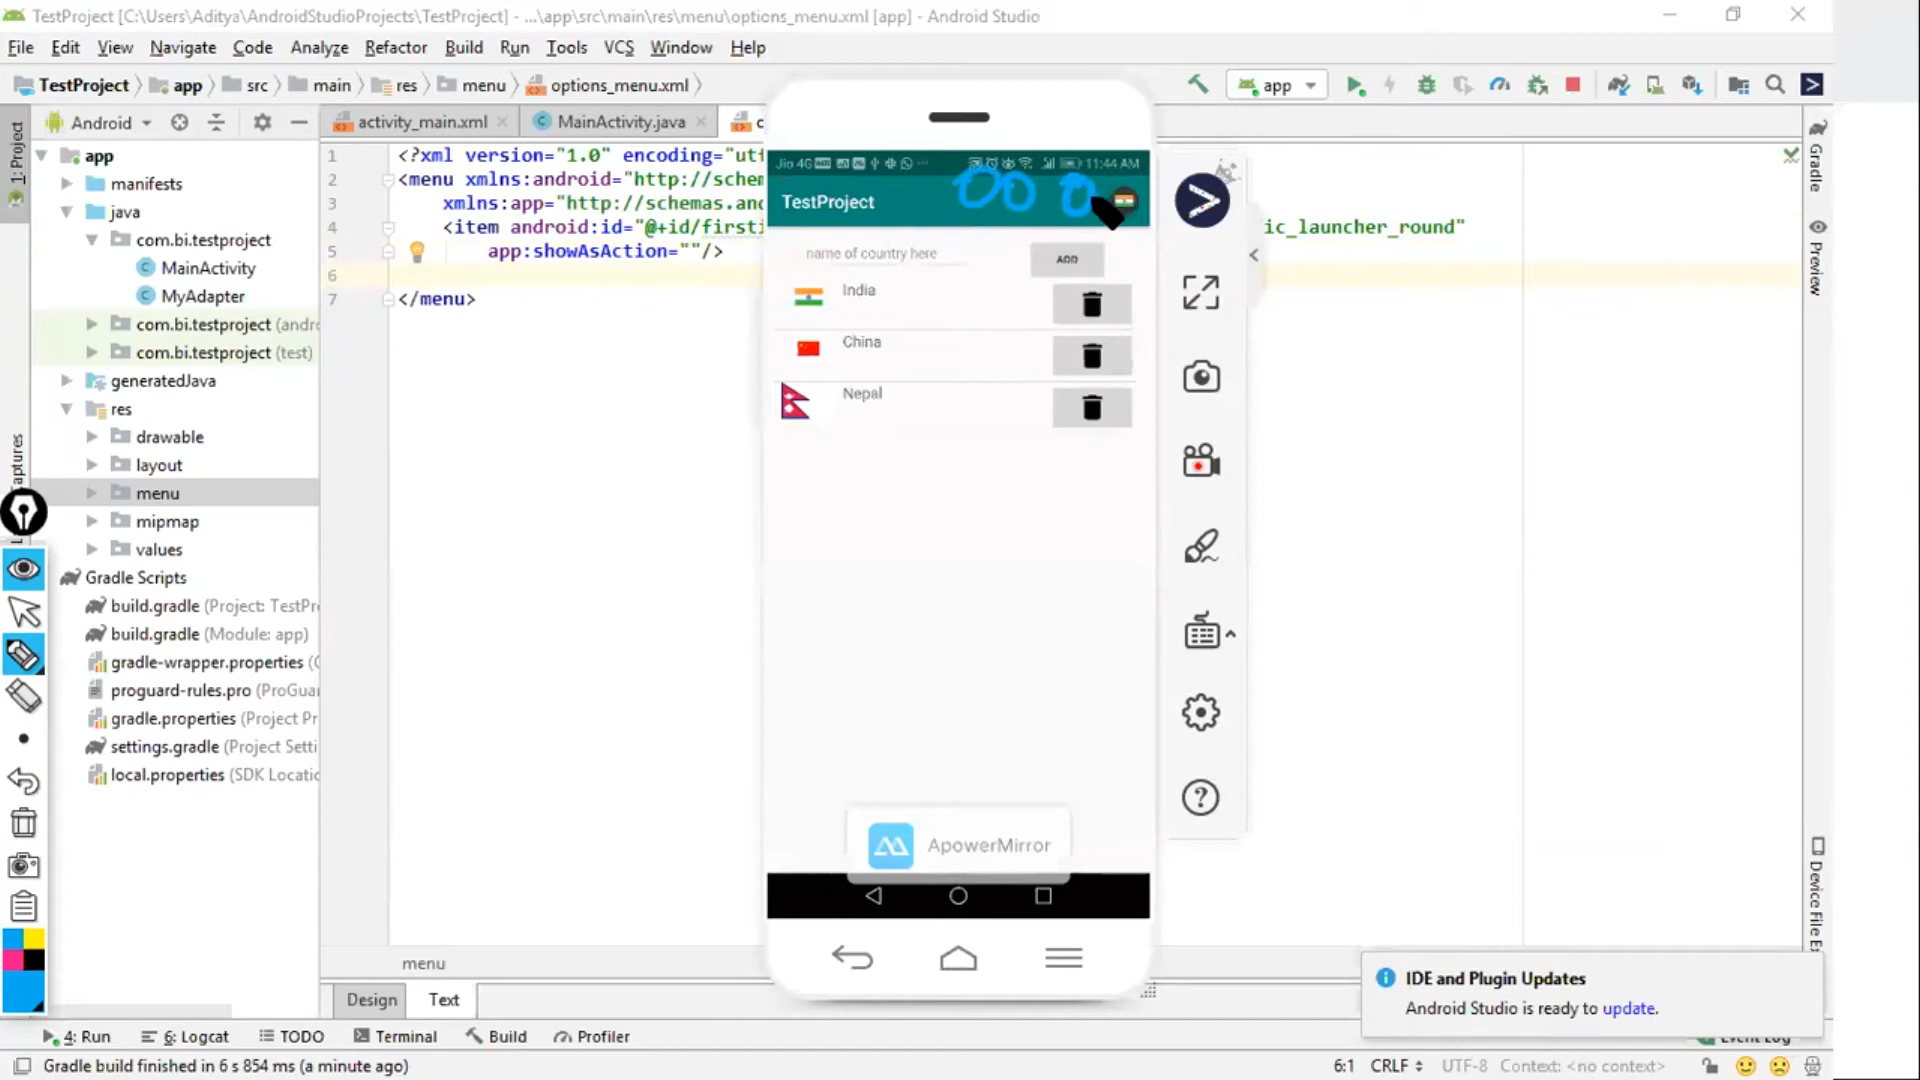 TestProject [C:\Users\Aditya\AndroidStudioProjects\TestProject] - ...\app\src\main\res\menu\options_menu.xml [app] - Android Studio
File Edit View Navigate Code Analyze Refactor Build Run Tools VCS Window Help
TestProject app src main res menu options_menu.xml app
Android activity_main.xml MainActivity.java
1: Project
Captures
app
manifests
java
com.bi.testproject
MainActivity
MyAdapter
com.bi.testproject (andro
com.bi.testproject (test)
generatedJava
res
drawable
layout
menu
mipmap
values
Gradle Scripts
build.gradle (Project: TestPr
build.gradle (Module: app)
gradle-wrapper.properties (
proguard-rules.pro (ProGua
gradle.properties (Project Pr
settings.gradle (Project Setti
local.properties (SDK Locatio
1 <?xml version="1.0" encoding="ut
2 <menu xmlns:android="http://schem
3 xmlns:app="http://schemas.and
4 <item android:id="@+id/firsti ic_launcher_round"
5 app:showAsAction=""/>
6
7 </menu>
Jio 4G 11:44 AM
TestProject
name of country here ADD
India
China
Nepal
ApowerMirror
Gradle
Preview
Device File Ex
menu
Design Text
IDE and Plugin Updates
Android Studio is ready to update.
4: Run 6: Logcat TODO Terminal Build Profiler Event Log
Gradle build finished in 6 s 854 ms (a minute ago) 6:1 CRLF UTF-8 Context: <no context>